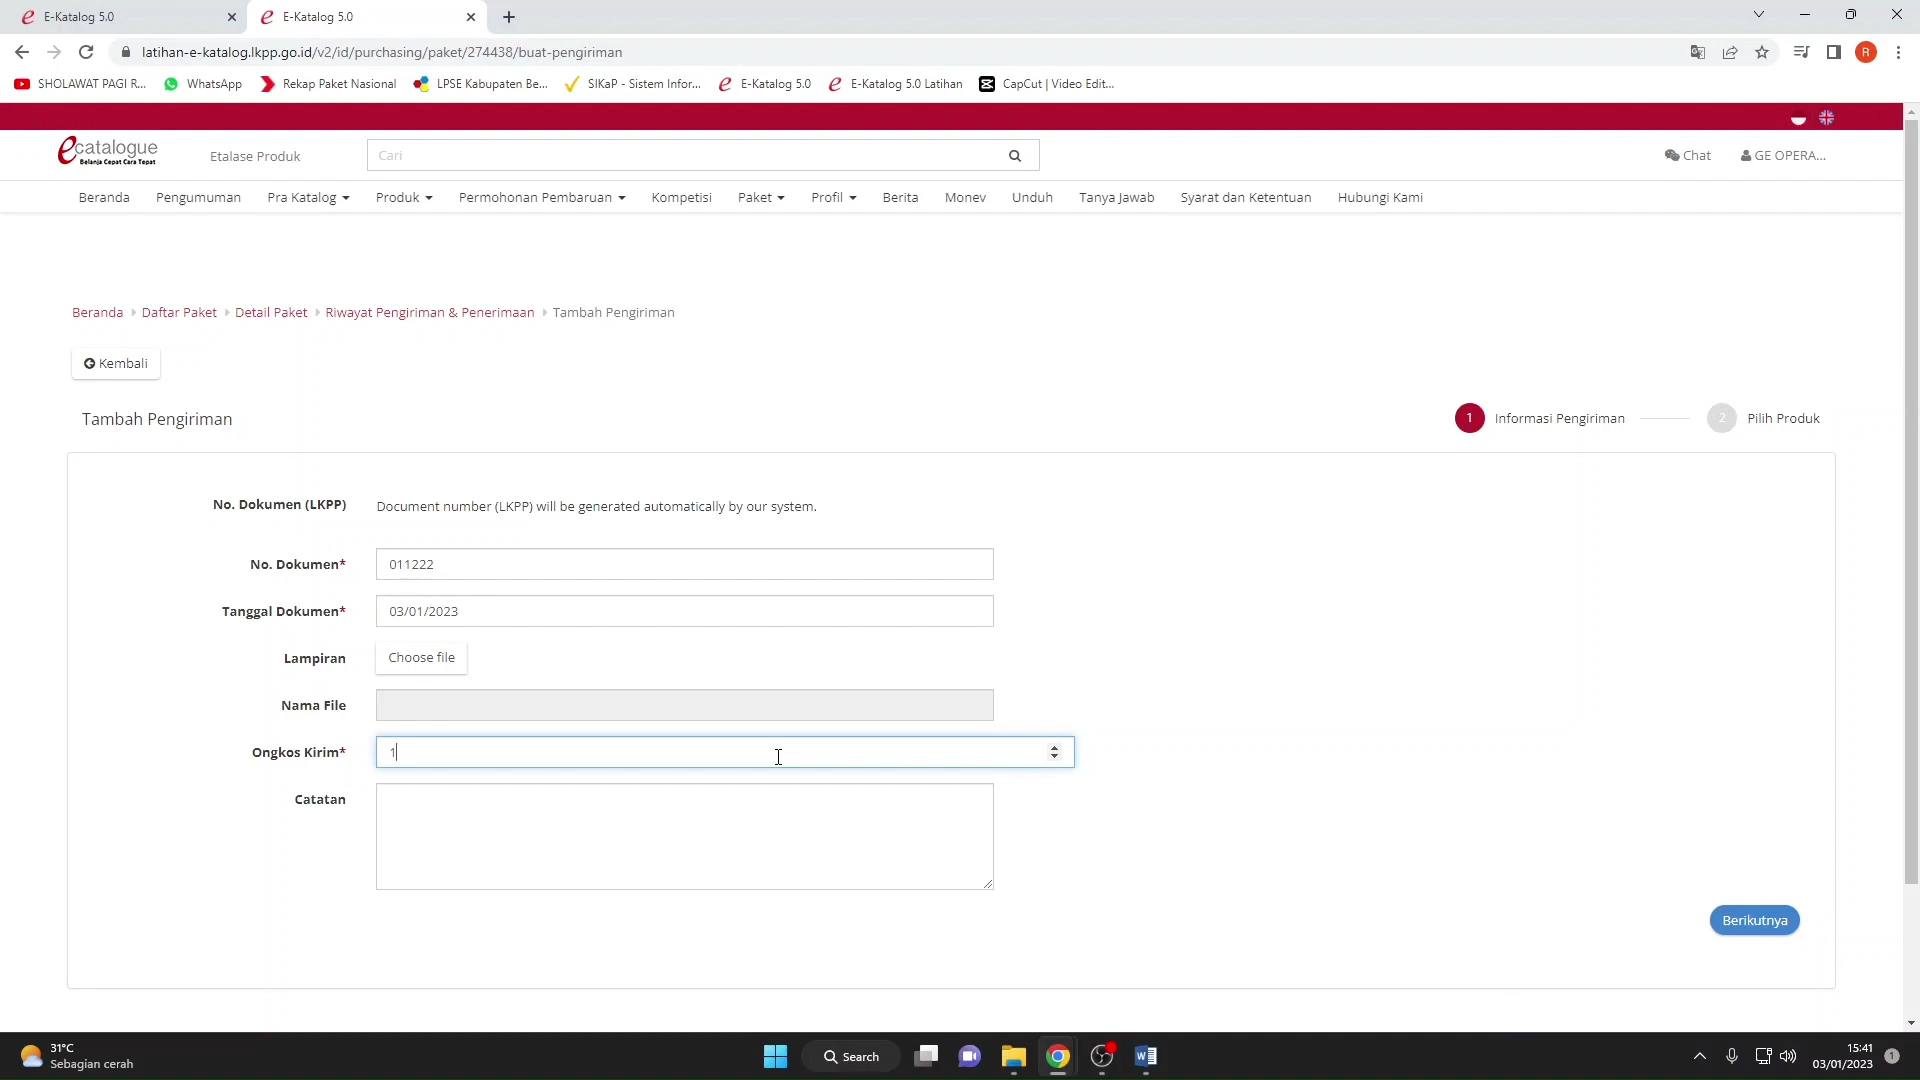 E-Katalog 5.0
E-Katalog 5.0
latihan-e-katalog.lkpp.go.id/v2/id/purchasing/paket/274438/buat-pengiriman
R
SHOLAWAT PAGI R...
WhatsApp
Rekap Paket Nasional
LPSE Kabupaten Be...
SIKaP - Sistem Infor...
E-Katalog 5.0
E-Katalog 5.0 Latihan
CapCut | Video Edit...
ecatalogue
Belanja Cepat Cara Tepat
Etalase Produk
Cari
Chat
GE OPERA...
Beranda
Pengumuman
Pra Katalog
Produk
Permohonan Pembaruan
Kompetisi
Paket
Profil
Berita
Monev
Unduh
Tanya Jawab
Syarat dan Ketentuan
Hubungi Kami
Beranda
Daftar Paket
Detail Paket
Riwayat Pengiriman & Penerimaan
Tambah Pengiriman
Kembali
Tambah Pengiriman
1 Informasi Pengiriman
2 Pilih Produk
No. Dokumen (LKPP) Document number (LKPP) will be generated automatically by our system.
No. Dokumen* 011222
Tanggal Dokumen* 03/01/2023
Lampiran Choose file
Nama File
Ongkos Kirim* 1
Catatan
Berikutnya
31°C
Sebagian cerah
Search
15:41
03/01/2023
1